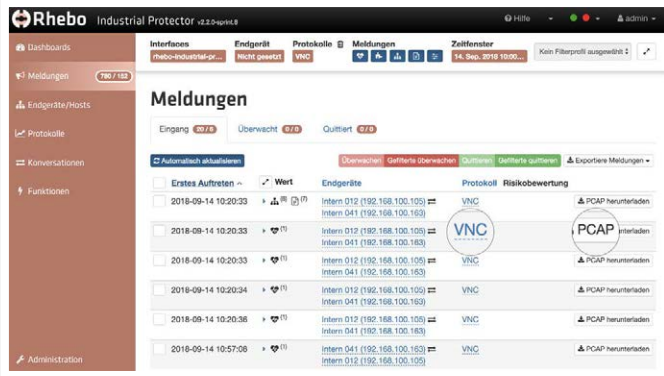 Rhebo Industrial Protector v2.2.0-sprint.8
Hilfe
admin
Dashboards
Meldungen
Endgeräte/Hosts
Protokolle
Konversationen
Funktionen
Administration
Interfaces Endgerät Protokolle Meldungen Zeitfenster
rhebo-industrial-pr... Nicht gesetzt VNC 14. Sep. 2018 10:00... Kein Filterprofil ausgewählt
Meldungen
Eingang 20/6 Überwacht 0/0 Quittiert 0/0
Automatisch aktualisieren Überwachen Gefilterte überwachen Quittieren Gefilterte quittieren Exportiere Meldungen
Erstes Auftreten Wert Endgeräte Protokoll Risikobewertung
2018-09-14 10:20:33 Intern 012 (192.168.100.105) VNC PCAP herunterladen
Intern 041 (192.168.100.163)
2018-09-14 10:20:33 (1) Intern 012 (192.168.100.105) VNC PCAP herunterladen
Intern 041 (192.168.100.163)
2018-09-14 10:20:33 (1) Intern 012 (192.168.100.105) VNC PCAP herunterladen
Intern 041 (192.168.100.163)
2018-09-14 10:20:34 (1) Intern 012 (192.168.100.105) VNC PCAP herunterladen
Intern 041 (192.168.100.163)
2018-09-14 10:20:36 (1) Intern 012 (192.168.100.105) VNC PCAP herunterladen
Intern 041 (192.168.100.163)
2018-09-14 10:57:08 (1) Intern 041 (192.168.100.163) VNC PCAP herunterladen
Intern 012 (192.168.100.105)